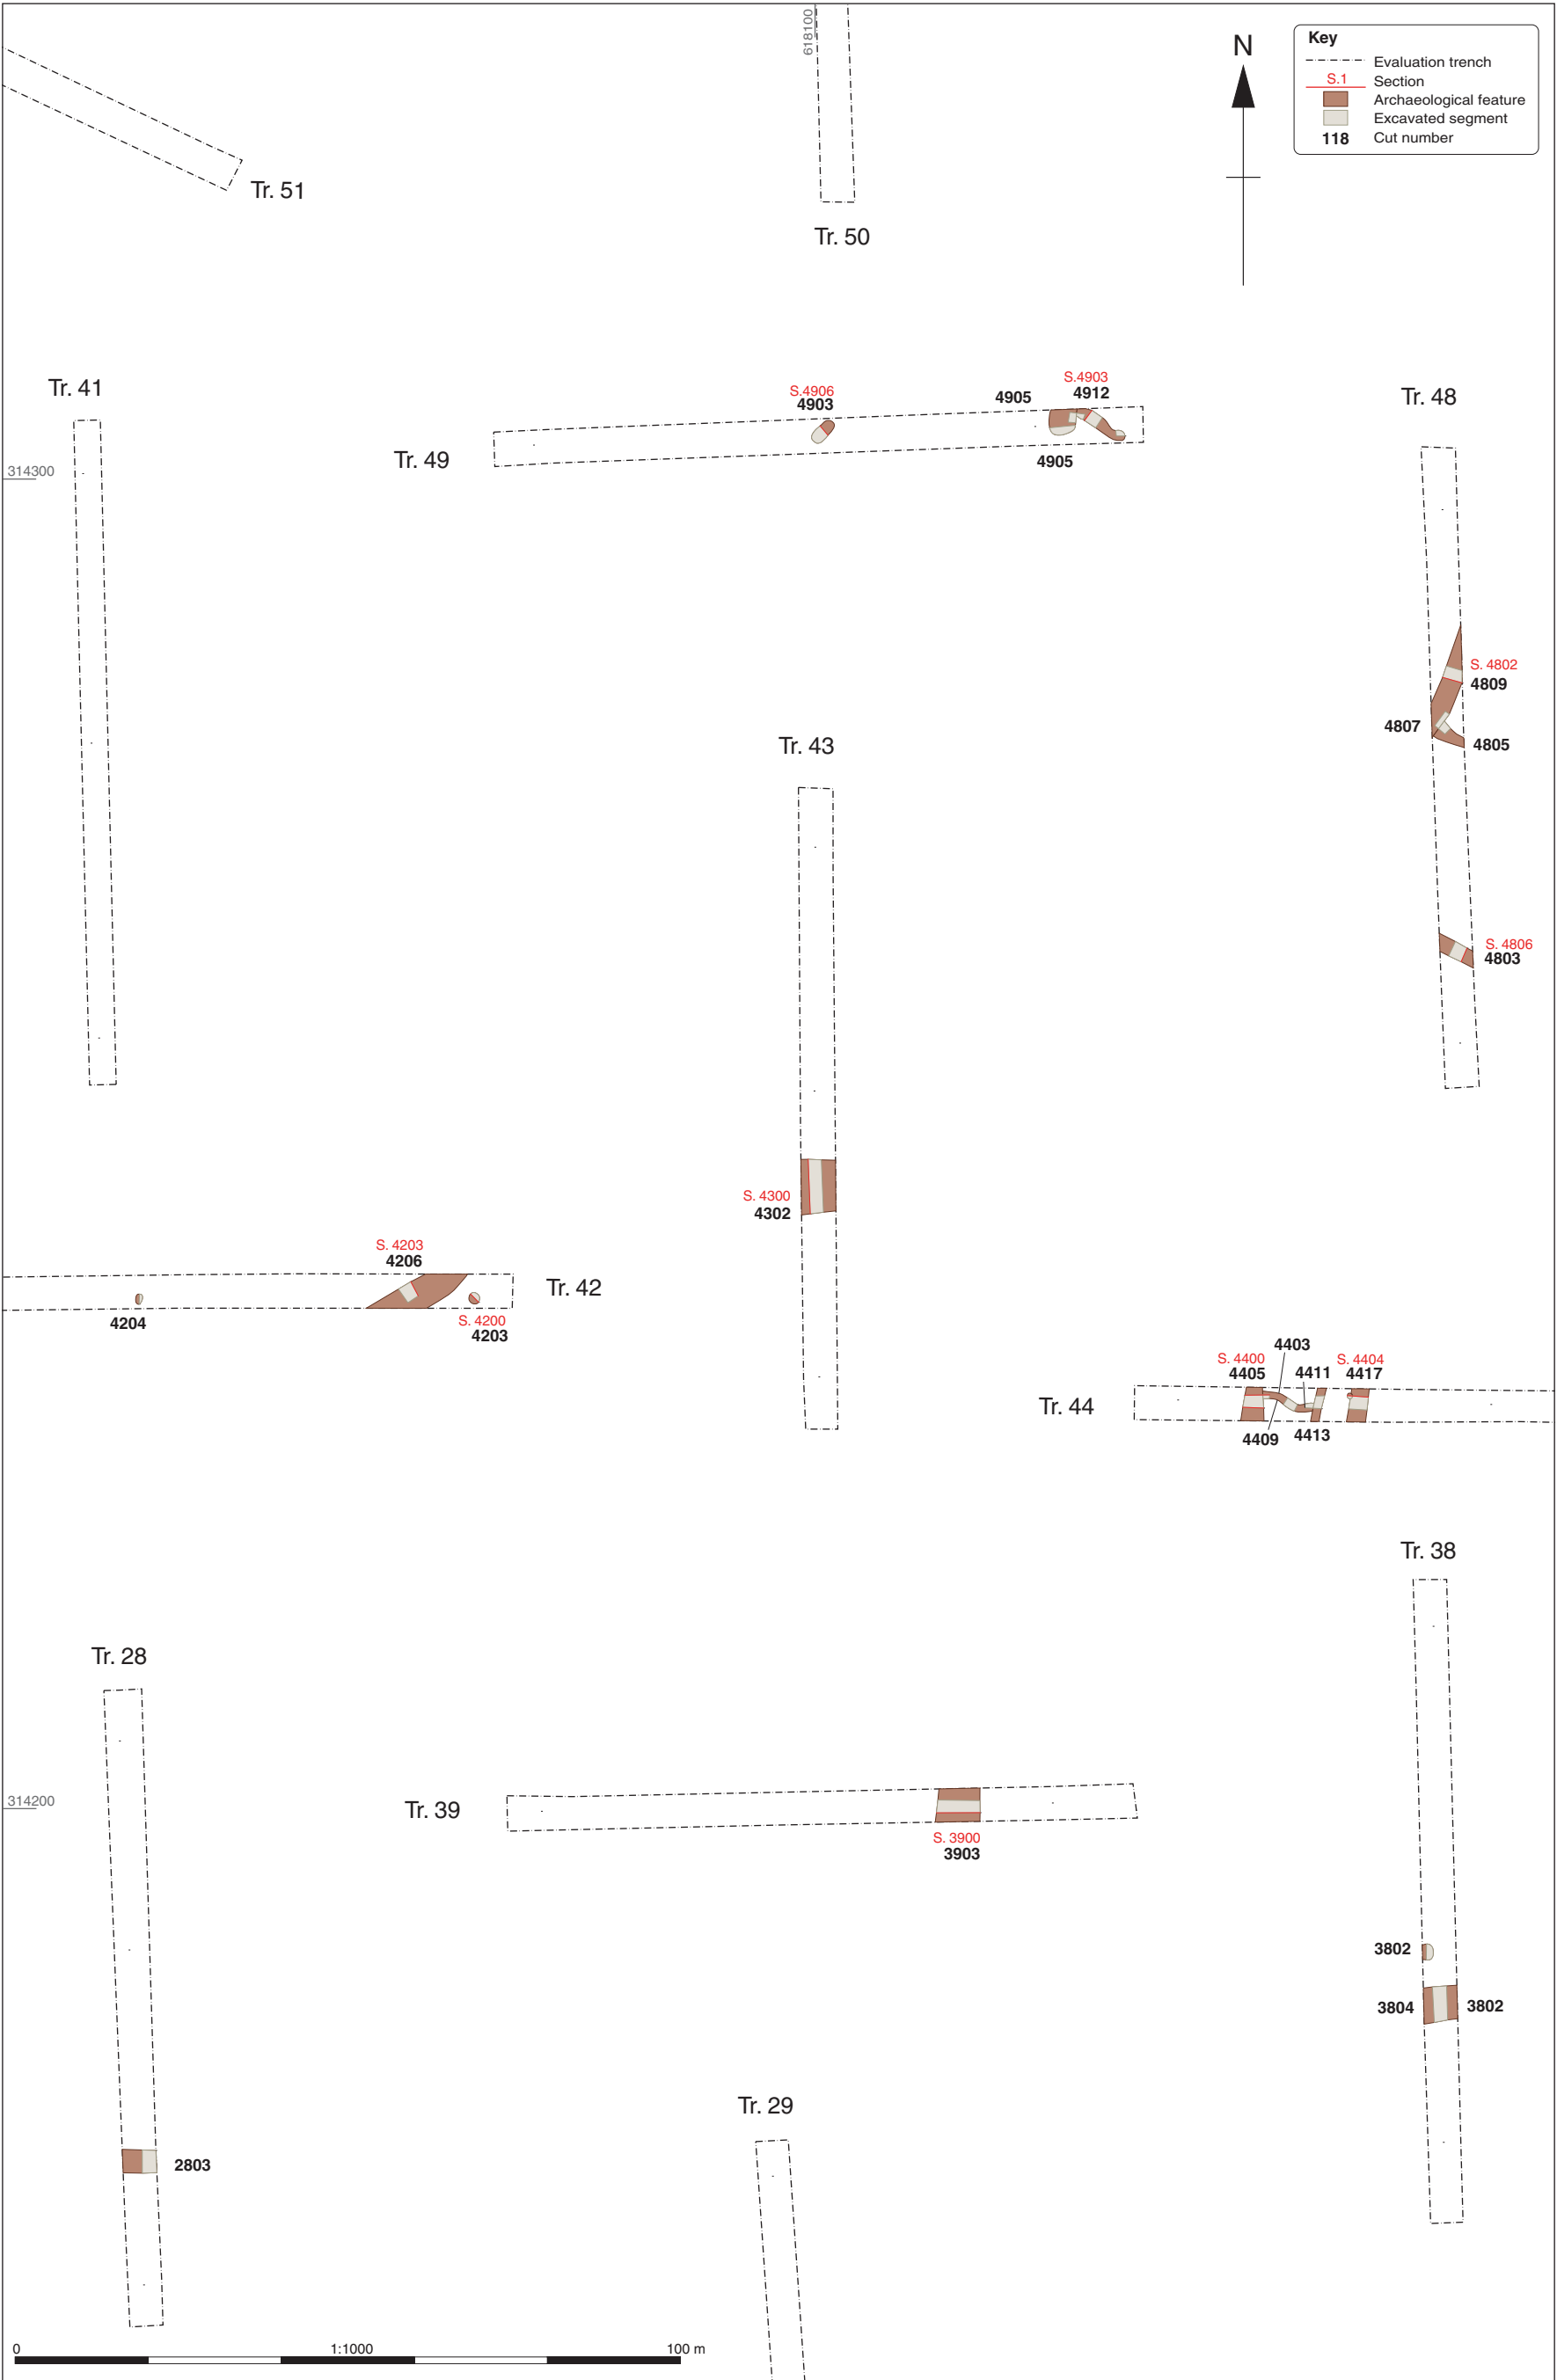 618100
N
Key
Evaluation trench
S.1 Section
Archaeological feature
Excavated segment
118 Cut number
Tr. 51
Tr. 50
Tr. 41
S.4906
4903
4905
S.4903
4912
Tr. 48
Tr. 49
4905
314300
S. 4802
4809
4807
4805
Tr. 43
S. 4806
4803
S. 4300
4302
S. 4203
4206
Tr. 42
4204
S. 4200
4203
4403
S. 4400
4405
4411
S. 4404
4417
Tr. 44
4409
4413
Tr. 38
Tr. 28
314200
Tr. 39
S. 3900
3903
3802
3804
3802
Tr. 29
2803
0 1:1000 100 m